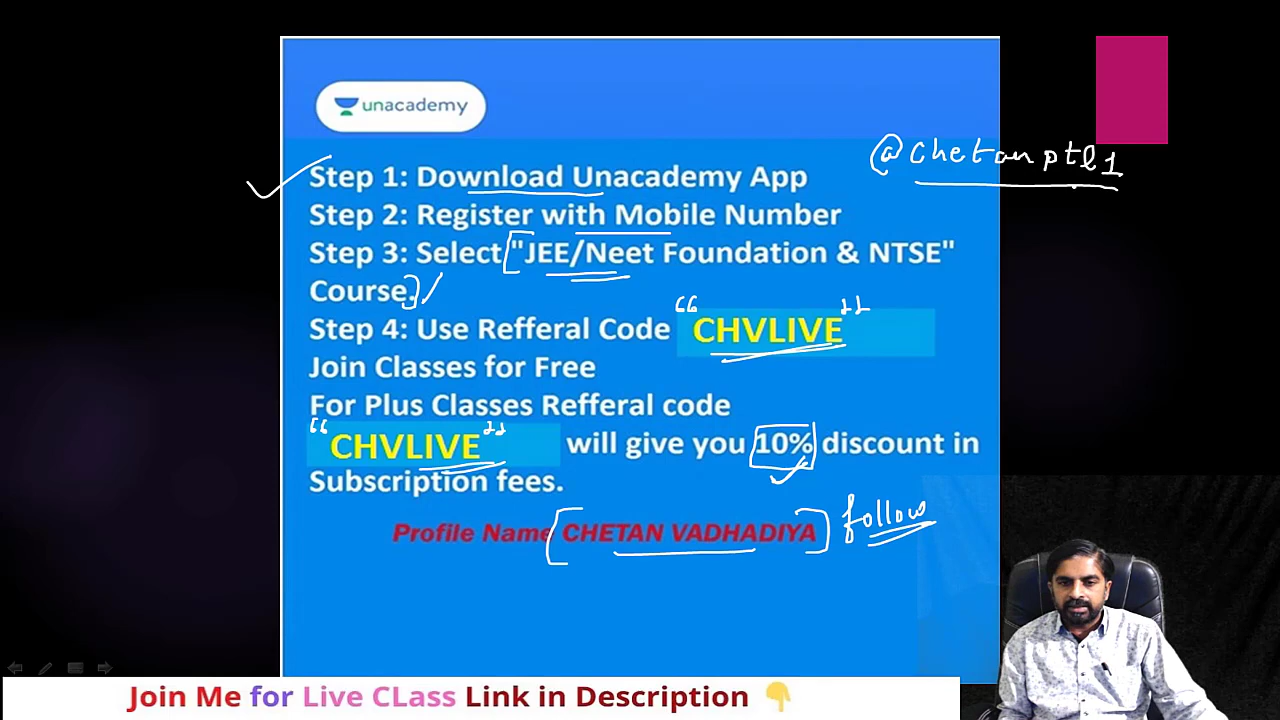 unacademy
@chetanptl1
Step 1: Download Unacademy App
Step 2: Register with Mobile Number
Step 3: Select "JEE/Neet Foundation & NTSE"
Course.
Step 4: Use Refferal Code “CHVLIVE”
Join Classes for Free
For Plus Classes Refferal code
“CHVLIVE” will give you 10% discount in
Subscription fees.
Profile Name [CHETAN VADHADIYA] follow
Join Me for Live CLass Link in Description 👇